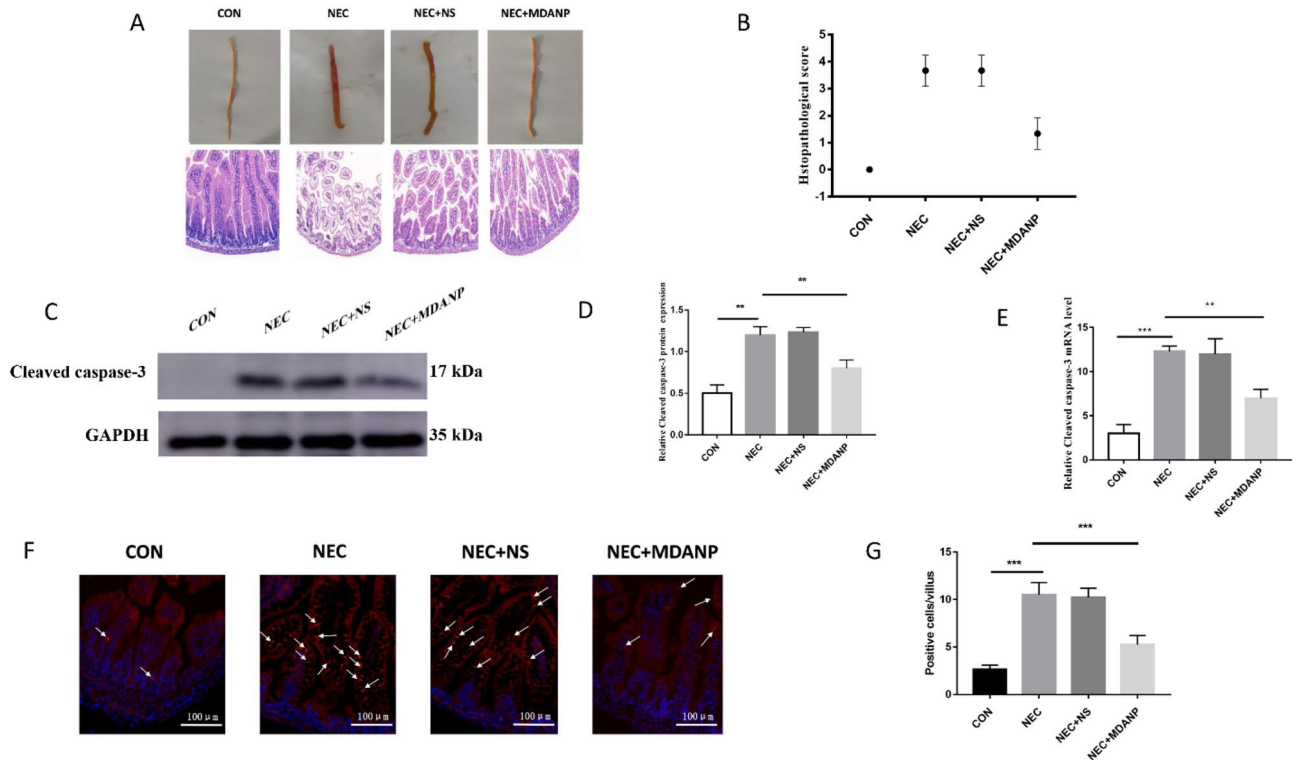 A
CON
NEC
NEC+NS
NEC+MDANP
B
Hstopathological score
5
4
3
2
1
0
-1
CON
NEC
NEC+NS
NEC+MDANP
C
CON
NEC
NEC+NS
NEC+MDANP
Cleaved caspase-3
17 kDa
GAPDH
35 kDa
D
Relative Cleaved caspase-3 protein expression
1.5
1.0
0.5
0.0
**
**
CON
NEC
NEC+NS
NEC+MDANP
E
Relative Cleaved caspase-3 mRNA level
15
10
5
0
***
**
CON
NEC
NEC+NS
NEC+MDANP
F
CON
NEC
NEC+NS
NEC+MDANP
100 μm
100 μm
100 μm
100 μm
G
Positive cells/villus
15
10
5
0
***
***
CON
NEC
NEC+NS
NEC+MDANP